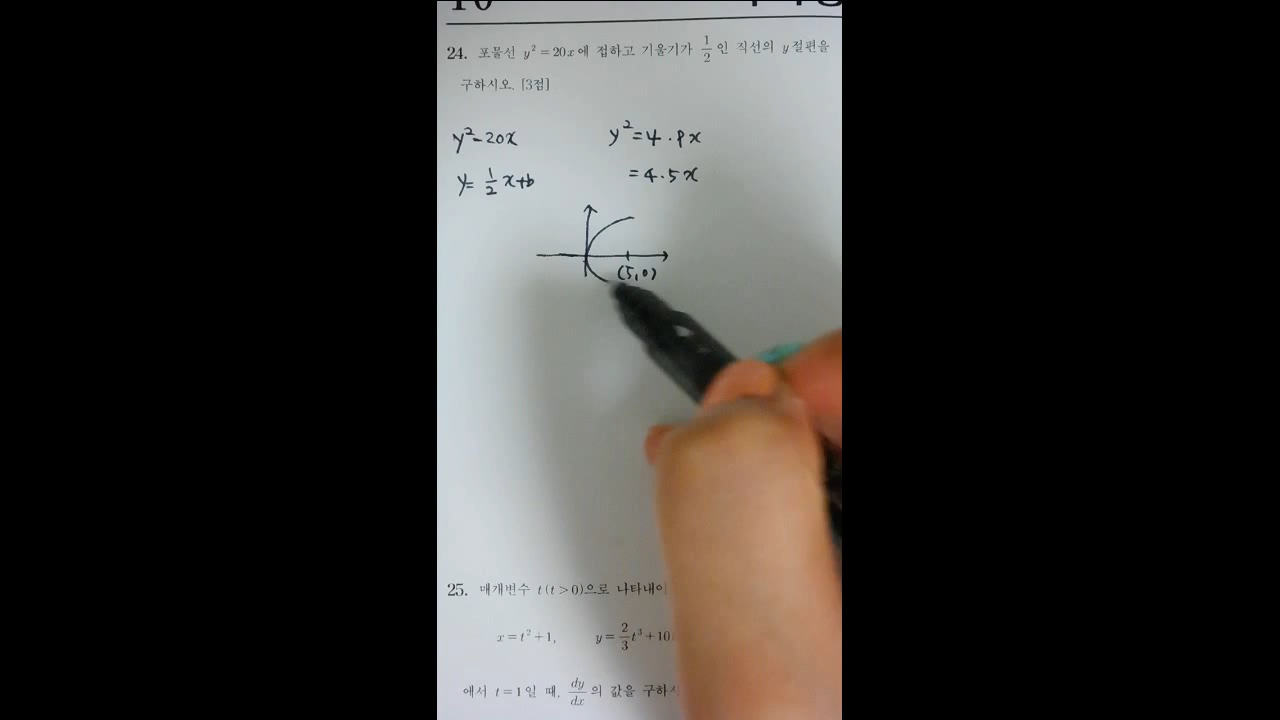 24. 포물선 y² = 20x에 접하고 기울기가 1/2인 직선의 y절편을
구하시오. [3점]
y²=20x
y = 1/2 x+b
y² = 4·px
= 4·5x
(5,0)
25. 매개변수 t(t>0)으로 나타내어
x = t²+1, y = 2/3 t³+10
에서 t=1일 때, dy/dx의 값을 구하시